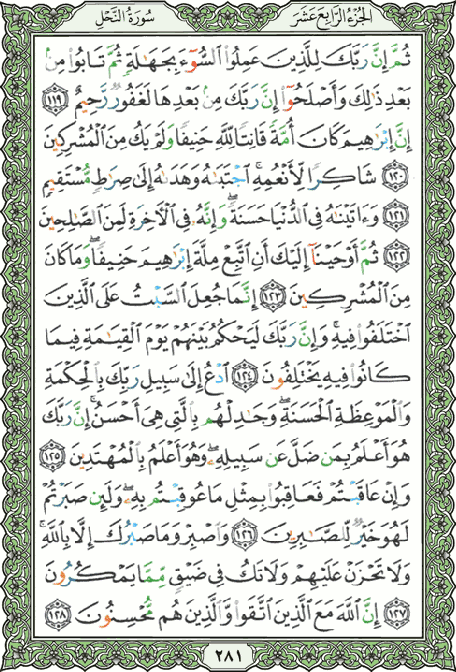 الجُزْءُ الرَّابِعَ عَشَرَ
سُورَةُ النَّحْلِ
ثُمَّ إِنَّ رَبَّكَ لِلَّذِينَ عَمِلُوا۟ ٱلسُّوٓءَ بِجَهَـٰلَةٍ ثُمَّ تَابُوا۟ مِنۢ
بَعْدِ ذَٰلِكَ وَأَصْلَحُوٓا۟ إِنَّ رَبَّكَ مِنۢ بَعْدِهَا لَغَفُورٌ رَّحِيمٌ ١١٩
إِنَّ إِبْرَٰهِيمَ كَانَ أُمَّةً قَانِتًا لِّلَّهِ حَنِيفًا وَلَمْ يَكُ مِنَ ٱلْمُشْرِكِينَ
١٢٠ شَاكِرًا لِّأَنْعُمِهِ ۚ ٱجْتَبَىٰهُ وَهَدَىٰهُ إِلَىٰ صِرَٰطٍ مُّسْتَقِيمٍ
١٢١ وَءَاتَيْنَـٰهُ فِى ٱلدُّنْيَا حَسَنَةً ۖ وَإِنَّهُۥ فِى ٱلْـَٔاخِرَةِ لَمِنَ ٱلصَّـٰلِحِينَ
١٢٢ ثُمَّ أَوْحَيْنَآ إِلَيْكَ أَنِ ٱتَّبِعْ مِلَّةَ إِبْرَٰهِيمَ حَنِيفًا ۖ وَمَا كَانَ
مِنَ ٱلْمُشْرِكِينَ ١٢٣ إِنَّمَا جُعِلَ ٱلسَّبْتُ عَلَى ٱلَّذِينَ
ٱخْتَلَفُوا۟ فِيهِ ۚ وَإِنَّ رَبَّكَ لَيَحْكُمُ بَيْنَهُمْ يَوْمَ ٱلْقِيَـٰمَةِ فِيمَا
كَانُوا۟ فِيهِ يَخْتَلِفُونَ ١٢٤ ٱدْعُ إِلَىٰ سَبِيلِ رَبِّكَ بِٱلْحِكْمَةِ
وَٱلْمَوْعِظَةِ ٱلْحَسَنَةِ ۖ وَجَـٰدِلْهُم بِٱلَّتِى هِىَ أَحْسَنُ ۚ إِنَّ رَبَّكَ
هُوَ أَعْلَمُ بِمَن ضَلَّ عَن سَبِيلِهِۦ ۖ وَهُوَ أَعْلَمُ بِٱلْمُهْتَدِينَ ١٢٥
وَإِنْ عَاقَبْتُمْ فَعَاقِبُوا۟ بِمِثْلِ مَا عُوقِبْتُم بِهِۦ ۖ وَلَئِن صَبَرْتُمْ
لَهُوَ خَيْرٌ لِّلصَّـٰبِرِينَ ١٢٦ وَٱصْبِرْ وَمَا صَبْرُكَ إِلَّا بِٱللَّهِ ۚ
وَلَا تَحْزَنْ عَلَيْهِمْ وَلَا تَكُ فِى ضَيْقٍ مِّمَّا يَمْكُرُونَ
١٢٧ إِنَّ ٱللَّهَ مَعَ ٱلَّذِينَ ٱتَّقَوا۟ وَّٱلَّذِينَ هُم مُّحْسِنُونَ ١٢٨
٢٨١